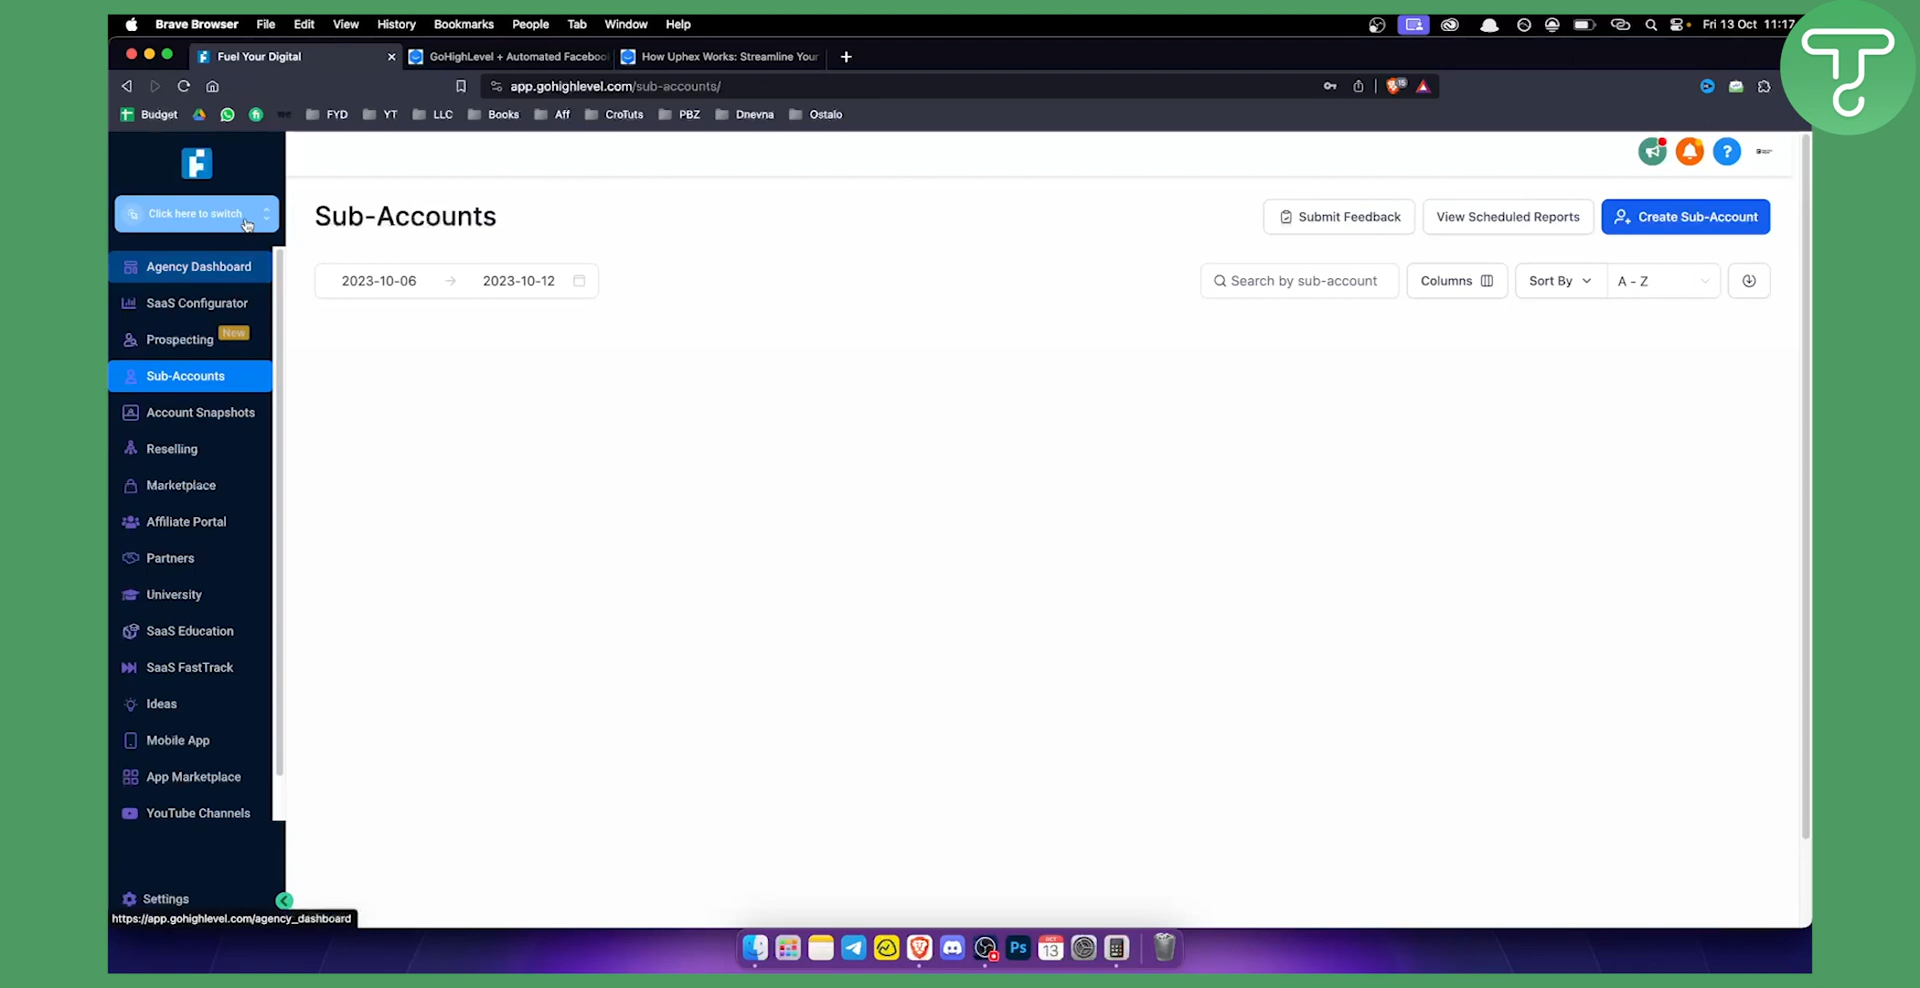 Brave Browser File Edit View History Bookmarks People Tab Window Help Fri 13 Oct 11:17
Fuel Your Digital GoHighLevel + Automated Faceboo How Uphex Works: Streamline Your
app.gohighlevel.com/sub-accounts/ 15
Budget FYD YT LLC Books Aff CroTuts PBZ Dnevna Ostalo
Click here to switch
Sub-Accounts
Submit Feedback View Scheduled Reports Create Sub-Account
2023-10-06 → 2023-10-12
Search by sub-account Columns Sort By A - Z
Agency Dashboard
SaaS Configurator
Prospecting New
Sub-Accounts
Account Snapshots
Reselling
Marketplace
Affiliate Portal
Partners
University
SaaS Education
SaaS FastTrack
Ideas
Mobile App
App Marketplace
YouTube Channels
Settings
https://app.gohighlevel.com/agency_dashboard
Ps OCT 13